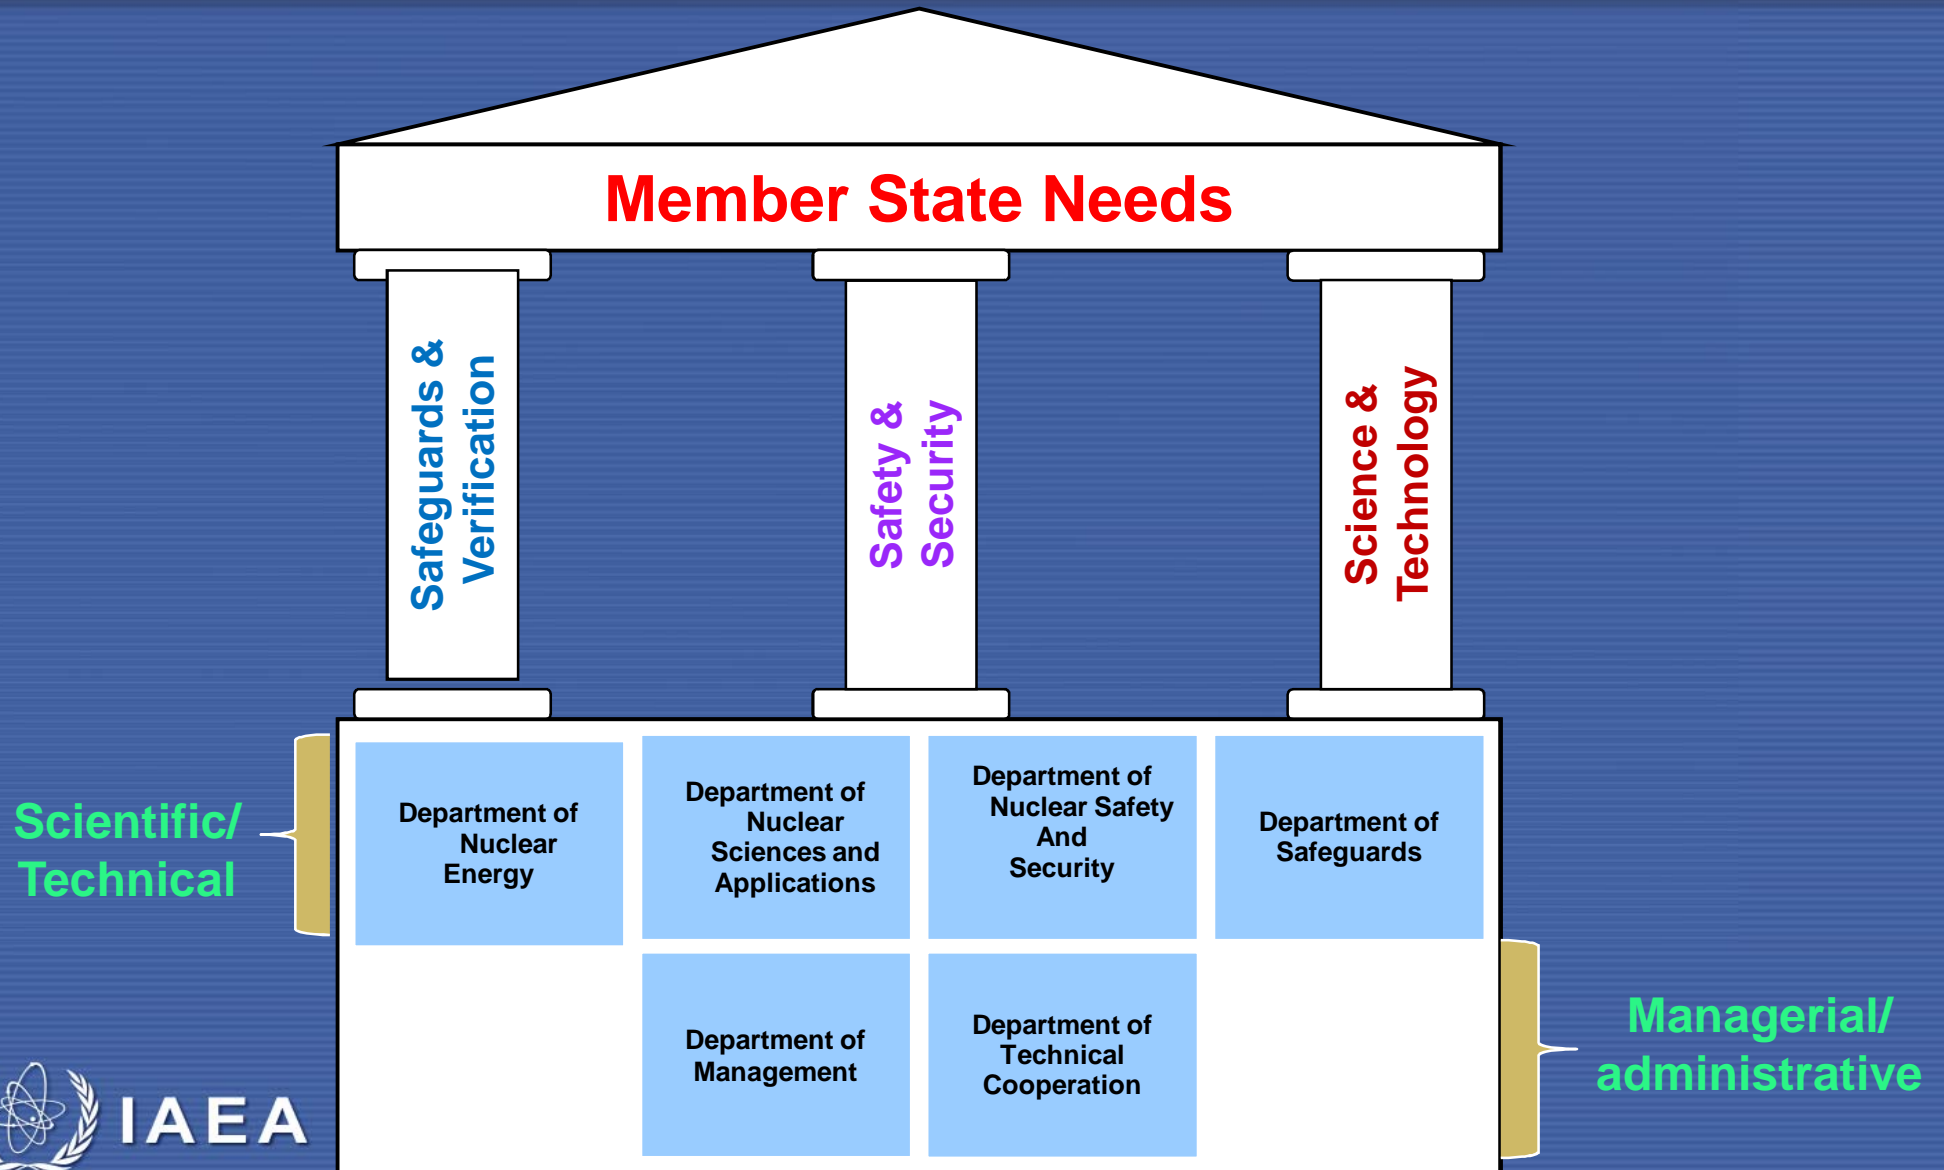 Member State Needs
Safeguards &
Verification
Safety &
Security
Science &
Technology
Scientific/
Technical
Department of
Nuclear
Energy
Department of
Nuclear
Sciences and
Applications
Department of
Nuclear Safety
And
Security
Department of
Safeguards
Department of
Management
Department of
Technical
Cooperation
Managerial/
administrative
IAEA